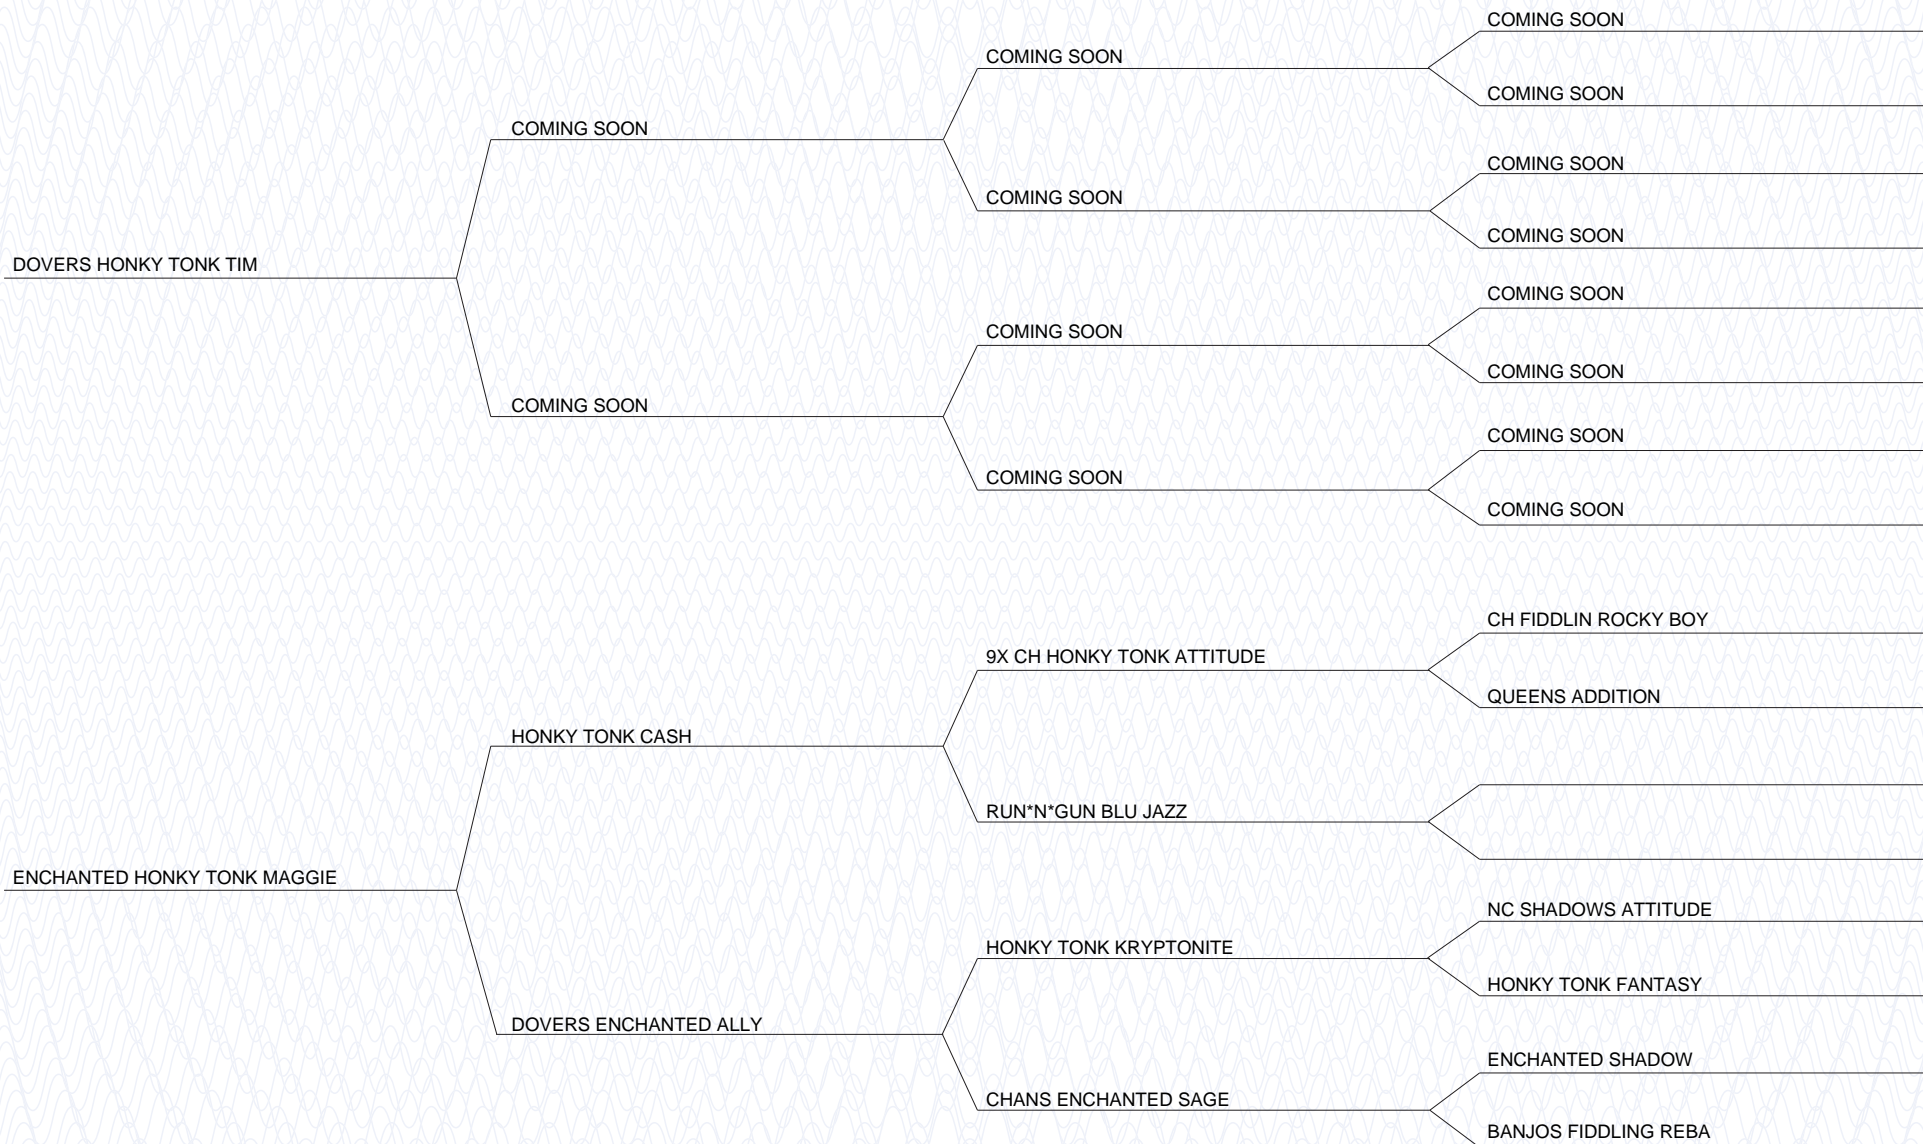 COMING SOON
COMING SOON
COMING SOON
COMING SOON
COMING SOON
COMING SOON
COMING SOON
DOVERS HONKY TONK TIM
COMING SOON
COMING SOON
COMING SOON
COMING SOON
COMING SOON
COMING SOON
COMING SOON
CH FIDDLIN ROCKY BOY
9X CH HONKY TONK ATTITUDE
QUEENS ADDITION
HONKY TONK CASH
RUN*N*GUN BLU JAZZ
ENCHANTED HONKY TONK MAGGIE
NC SHADOWS ATTITUDE
HONKY TONK KRYPTONITE
HONKY TONK FANTASY
DOVERS ENCHANTED ALLY
ENCHANTED SHADOW
CHANS ENCHANTED SAGE
BANJOS FIDDLING REBA